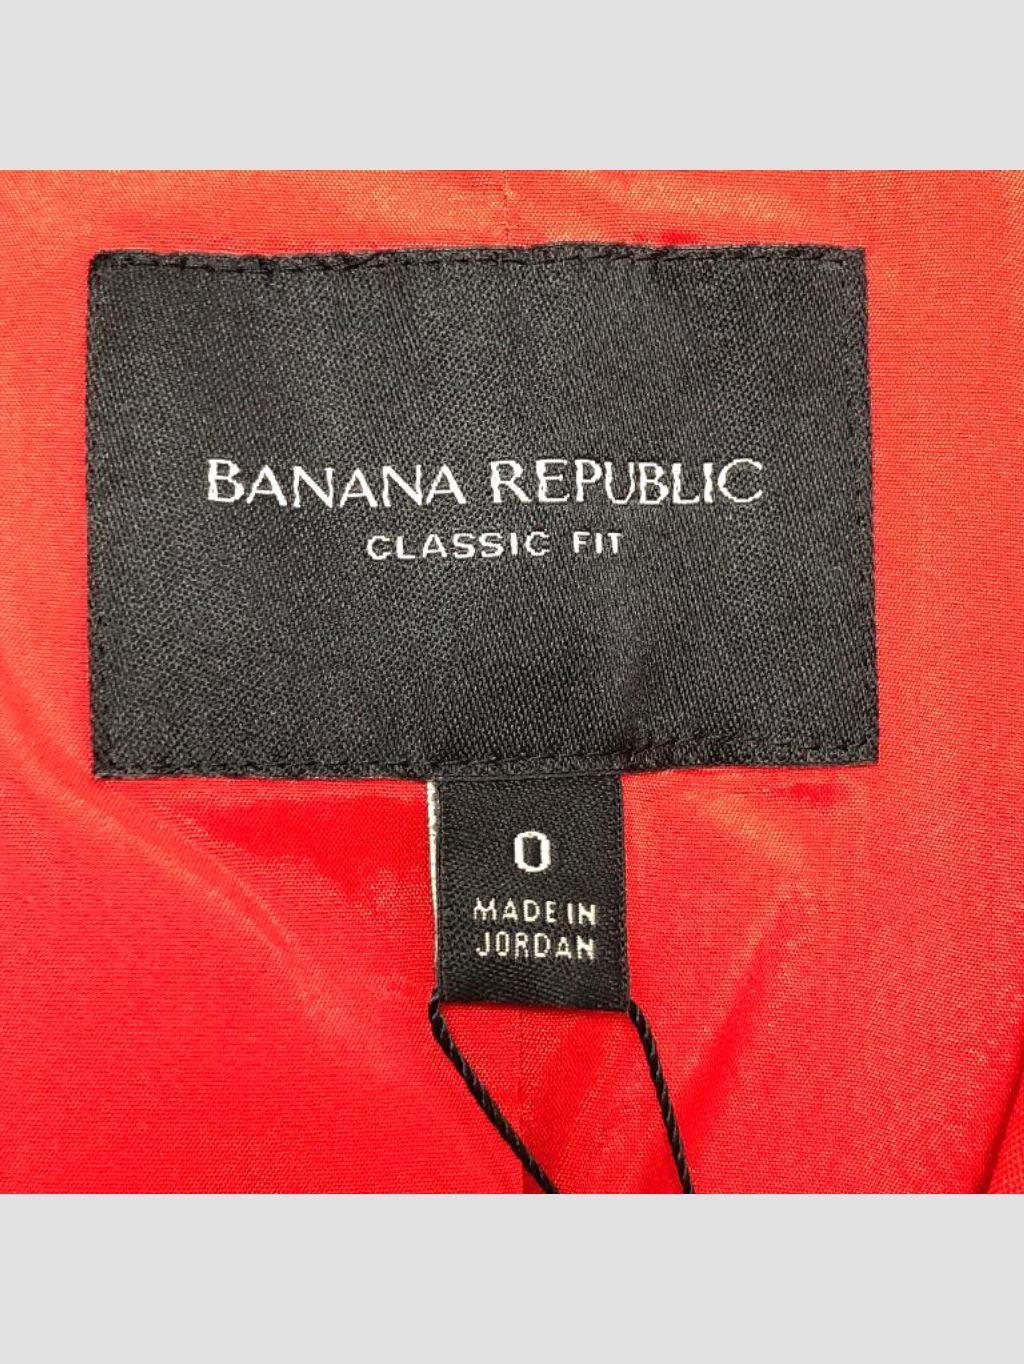 BANANA REPUBLIC
CLASSIC FIT
0
MADE IN
JORDAN